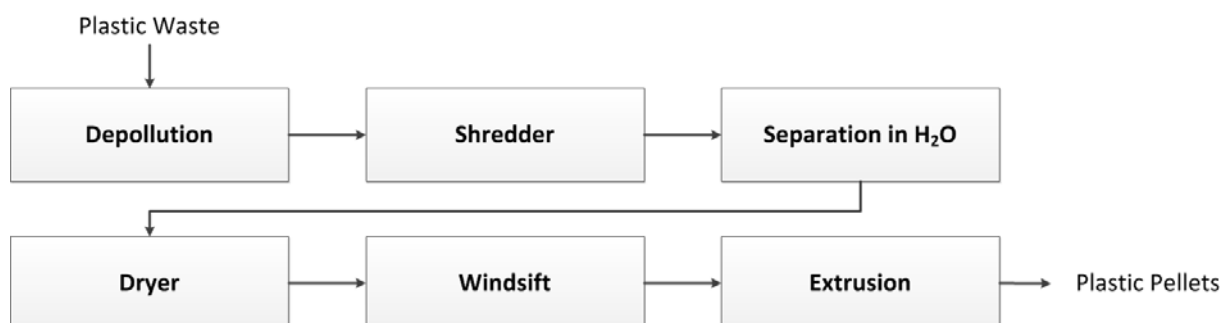 Plastic Waste
Depollution
Shredder
Separation in H₂O
Dryer
Windsift
Extrusion
Plastic Pellets